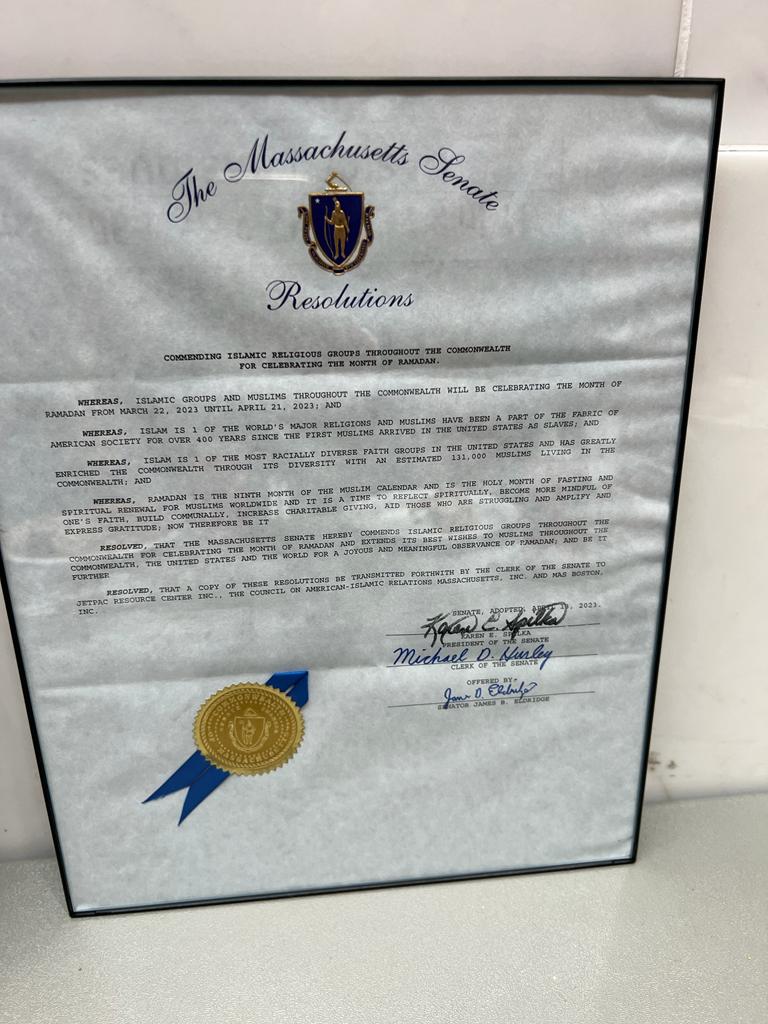 The Massachusetts Senate
Resolutions
COMMENDING ISLAMIC RELIGIOUS GROUPS THROUGHOUT THE COMMONWEALTH
FOR CELEBRATING THE MONTH OF RAMADAN.
WHEREAS, ISLAMIC GROUPS AND MUSLIMS THROUGHOUT THE COMMONWEALTH WILL BE CELEBRATING THE MONTH OF
RAMADAN FROM MARCH 22, 2023 UNTIL APRIL 21, 2023; AND
WHEREAS, ISLAM IS 1 OF THE WORLD'S MAJOR RELIGIONS AND MUSLIMS HAVE BEEN A PART OF THE FABRIC OF
AMERICAN SOCIETY FOR OVER 400 YEARS SINCE THE FIRST MUSLIMS ARRIVED IN THE UNITED STATES AS SLAVES; AND
WHEREAS, ISLAM IS 1 OF THE MOST RACIALLY DIVERSE FAITH GROUPS IN THE UNITED STATES AND HAS GREATLY
ENRICHED THE COMMONWEALTH THROUGH ITS DIVERSITY WITH AN ESTIMATED 131,000 MUSLIMS LIVING IN THE
COMMONWEALTH; AND
WHEREAS, RAMADAN IS THE NINTH MONTH OF THE MUSLIM CALENDAR AND IS THE HOLY MONTH OF FASTING AND
SPIRITUAL RENEWAL FOR MUSLIMS WORLDWIDE AND IT IS A TIME TO REFLECT SPIRITUALLY, BECOME MORE MINDFUL OF
ONE'S FAITH, BUILD COMMUNALLY, INCREASE CHARITABLE GIVING, AID THOSE WHO ARE STRUGGLING AND AMPLIFY AND
EXPRESS GRATITUDE; NOW THEREFORE BE IT
RESOLVED, THAT THE MASSACHUSETTS SENATE HEREBY COMMENDS ISLAMIC RELIGIOUS GROUPS THROUGHOUT THE
COMMONWEALTH FOR CELEBRATING THE MONTH OF RAMADAN AND EXTENDS ITS BEST WISHES TO MUSLIMS THROUGHOUT THE
COMMONWEALTH, THE UNITED STATES AND THE WORLD FOR A JOYOUS AND MEANINGFUL OBSERVANCE OF RAMADAN; AND BE IT
FURTHER
RESOLVED, THAT A COPY OF THESE RESOLUTIONS BE TRANSMITTED FORTHWITH BY THE CLERK OF THE SENATE TO
JETPAC RESOURCE CENTER INC., THE COUNCIL ON AMERICAN-ISLAMIC RELATIONS MASSACHUSETTS, INC. AND MAS BOSTON,
INC.
SENATE, ADOPTED, APRIL 2023.
Karen E. Spilka
KAREN E. SPILKA
PRESIDENT OF THE SENATE
Michael D. Hurley
CLERK OF THE SENATE
OFFERED BY:
Eldridge
SENATOR JAMES B. ELDRIDGE